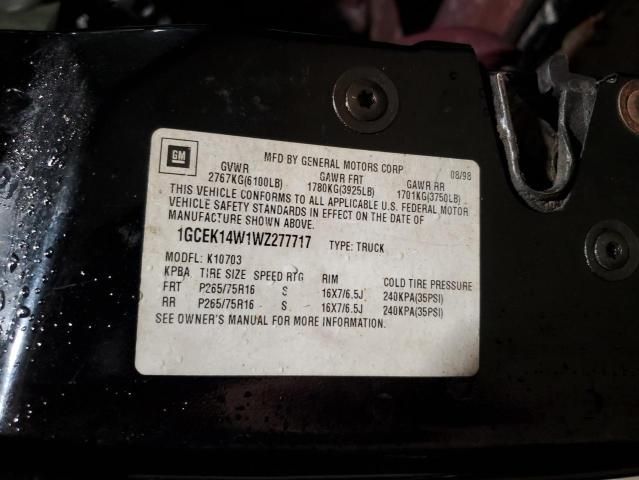 GM
MFD BY GENERAL MOTORS CORP 08/98
GVWR GAWR FRT GAWR RR
2767KG(6100LB) 1780KG(3925LB) 1701KG(3750LB)
THIS VEHICLE CONFORMS TO ALL APPLICABLE U.S. FEDERAL MOTOR
VEHICLE SAFETY STANDARDS IN EFFECT ON THE DATE OF
MANUFACTURE SHOWN ABOVE.
1GCEK14W1WZ277717 TYPE: TRUCK
MODEL: K10703
KPBA TIRE SIZE SPEED RTG RIM COLD TIRE PRESSURE
FRT P265/75R16 S 16X7/6.5J 240KPA(35PSI)
RR P265/75R16 S 16X7/6.5J 240KPA(35PSI)
SEE OWNER'S MANUAL FOR MORE INFORMATION.